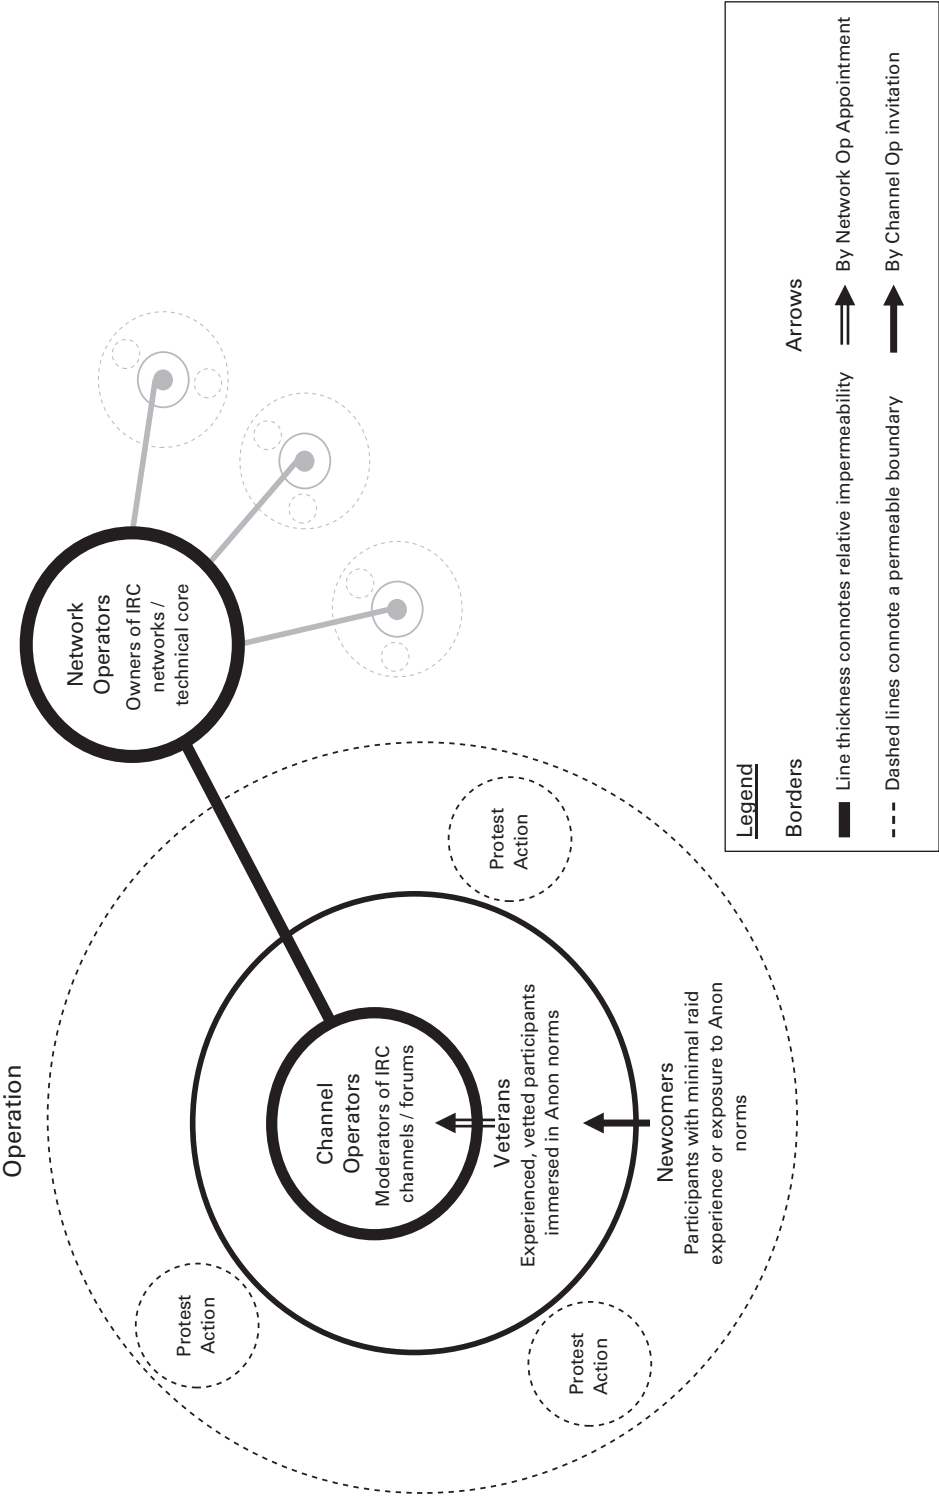 Operation
Network
Operators
Owners of IRC
networks /
technical core
Channel
Operators
Moderators of IRC
channels / forums
Veterans
Experienced, vetted participants
immersed in Anon norms
Newcomers
Participants with minimal raid
experience or exposure to Anon
norms
Protest
Action
Protest
Action
Protest
Action
Legend
Borders
Line thickness connotes relative impermeability
Dashed lines connote a permeable boundary
Arrows
By Network Op Appointment
By Channel Op invitation